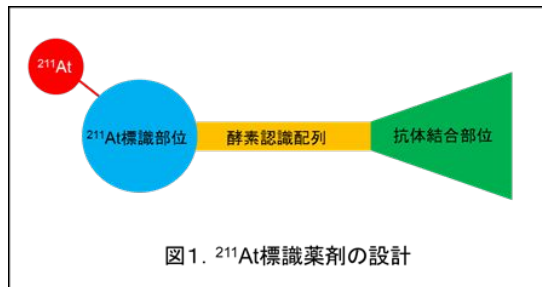 ²¹¹At
²¹¹At標識部位
酵素認識配列
抗体結合部位
図1. ²¹¹At標識薬剤の設計